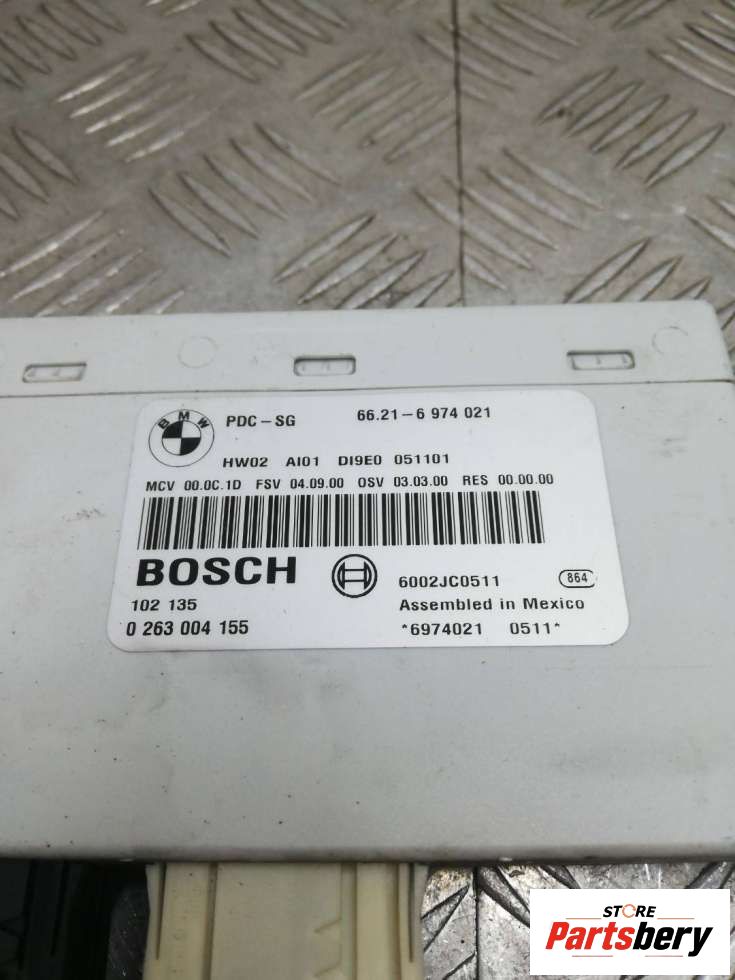 BMW
PDC-SG 66.21-6 974 021
HW02 AI01 DI9E0 051101
MCV 00.0C.1D FSV 04.09.00 OSV 03.03.00 RES 00.00.00
BOSCH 6002JC0511 864
102 135 Assembled in Mexico
0 263 004 155 *6974021 0511*
STORE
Partsbery